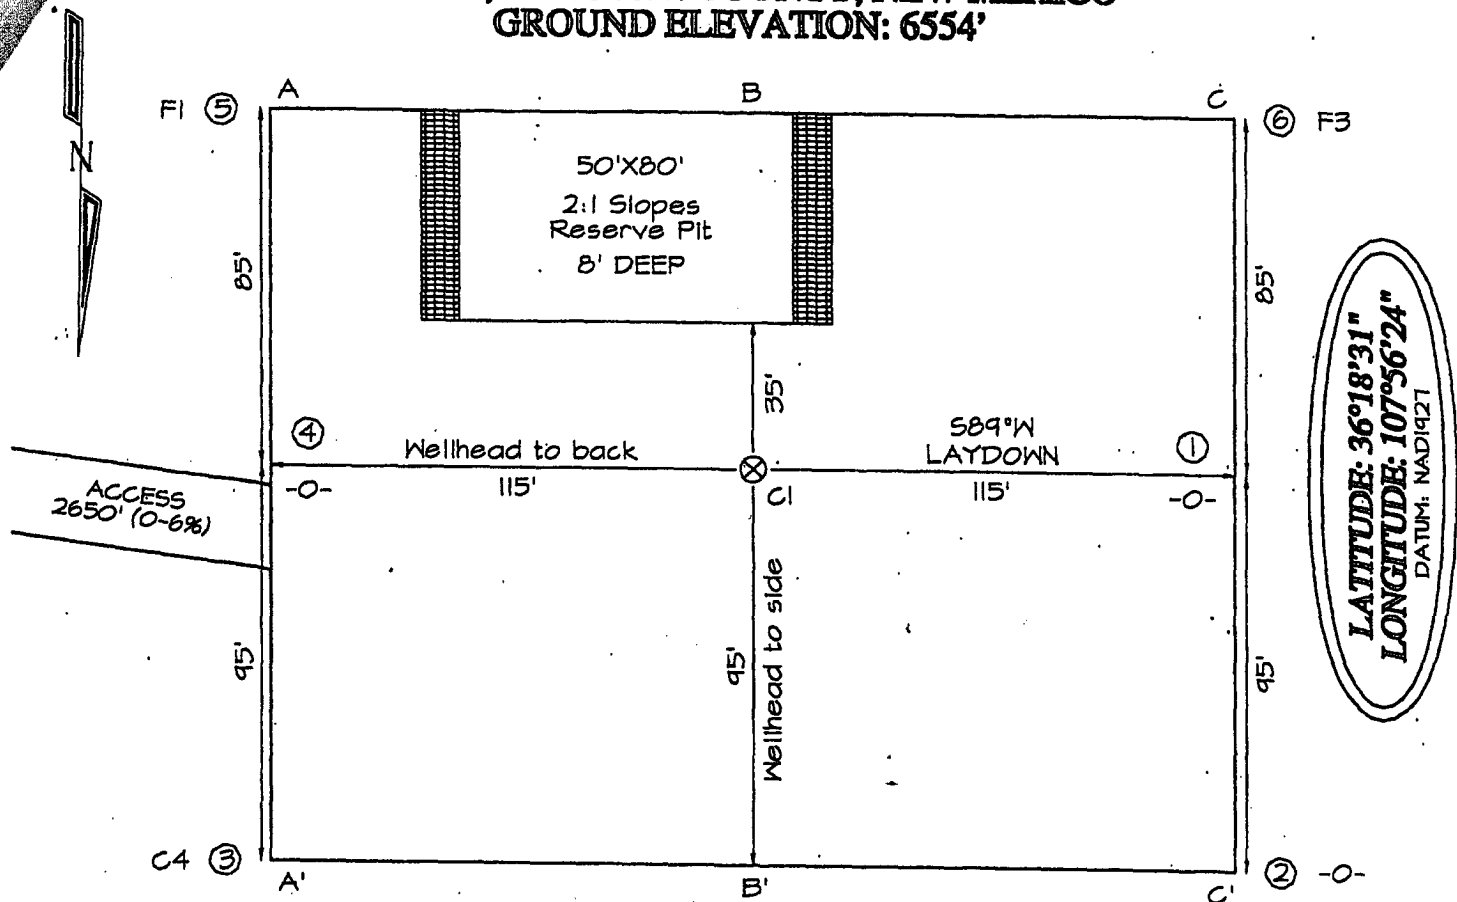 NEW MEXICO
GROUND ELEVATION: 6554'
A
B
C
F1 ⑤
⑥ F3
N
50'X80'
2:1 Slopes
Reserve Pit
8' DEEP
85'
85'
35'
④
Wellhead to back
S89°W
LAYDOWN
①
-0-
115'
C1
115'
-0-
ACCESS
2650' (0-6%)
LATITUDE: 36°18'31"
LONGITUDE: 107°56'24"
DATUM: NAD1927
95'
95'
Wellhead to side
95'
C4 ③
② -0-
A'
B'
C'